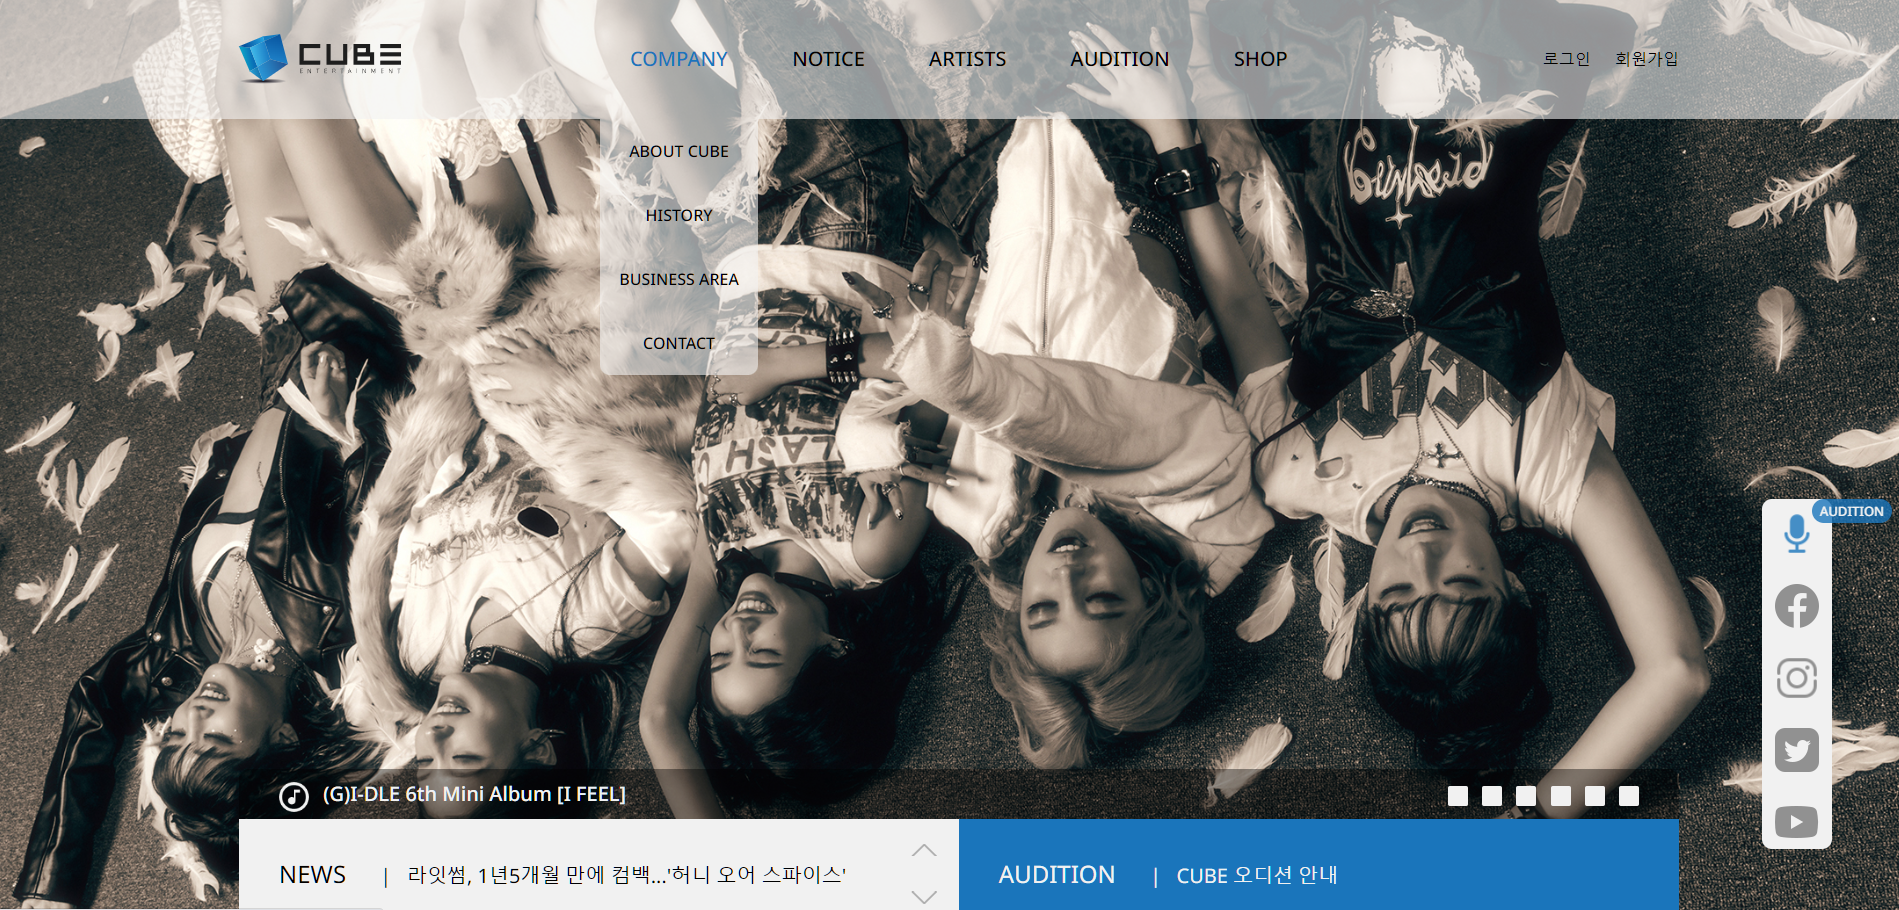 CUBE
ENTERTAINMENT
COMPANY NOTICE ARTISTS AUDITION SHOP
로그인 회원가입
ABOUT CUBE
HISTORY
BUSINESS AREA
CONTACT
AUDITION
(G)I-DLE 6th Mini Album [I FEEL]
NEWS | 라잇썸, 1년5개월 만에 컴백...'허니 오어 스파이스'
AUDITION | CUBE 오디션 안내